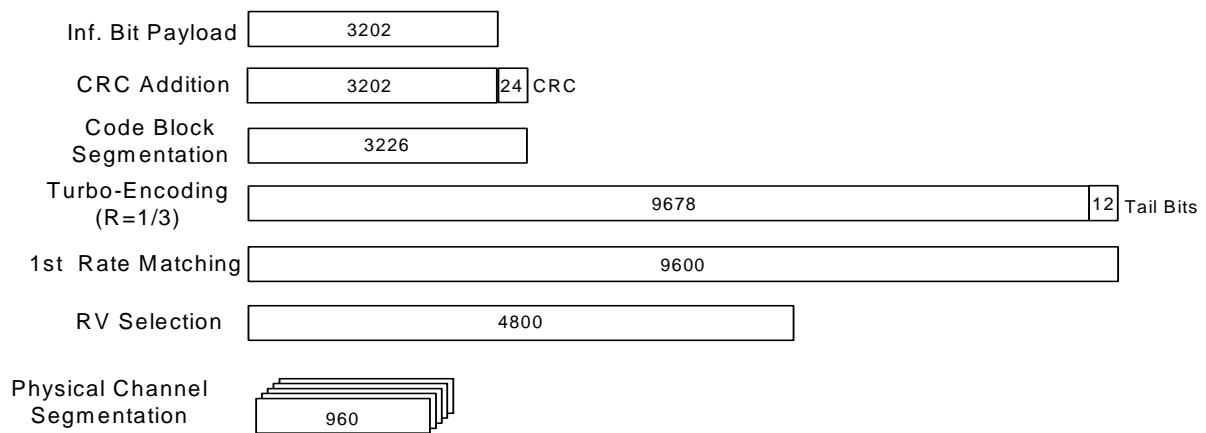 Inf. Bit Payload 3202
CRC Addition 3202 24 CRC
Code Block
Segmentation 3226
Turbo-Encoding
(R=1/3) 9678 12 Tail Bits
1st Rate Matching 9600
RV Selection 4800
Physical Channel
Segmentation 960